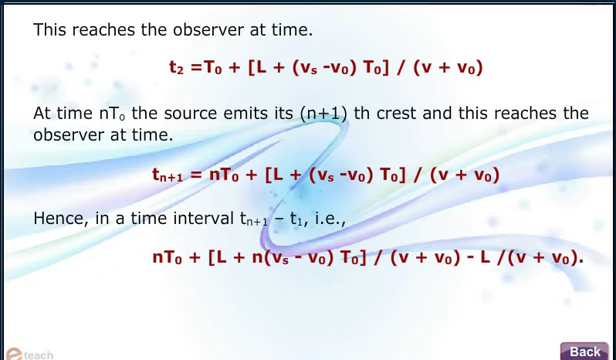 This reaches the observer at time.
t₂ =T₀ + [L + (vₛ -v₀) T₀] / (v + v₀)
At time nTₒ the source emits its (n+1) th crest and this reaches the
observer at time.
tₙ₊₁ = nT₀ + [L + (vₛ -v₀) T₀] / (v + v₀)
Hence, in a time interval tₙ₊₁ – t₁, i.e.,
nT₀ + [L + n(vₛ - v₀) T₀] / (v + v₀) - L /(v + v₀).
e teach
Back